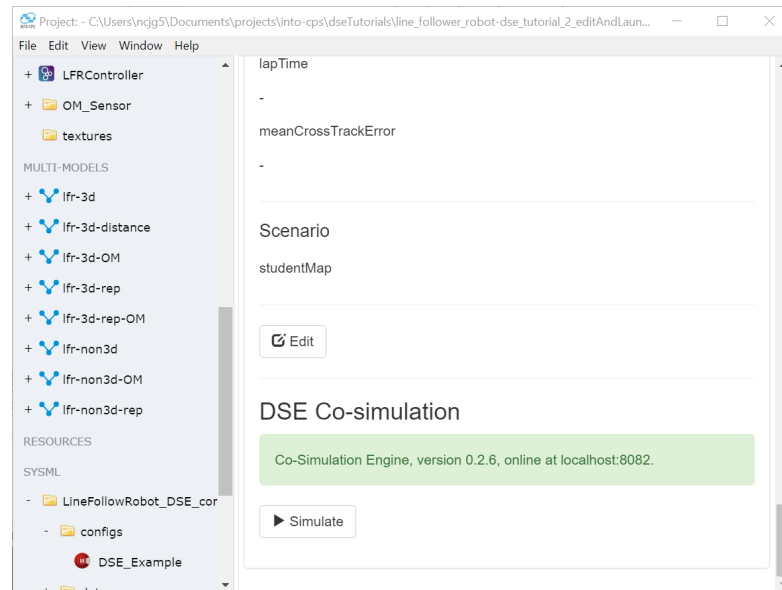 Project: - C:\Users\ncjg5\Documents\projects\into-cps\dseTutorials\line_follower_robot-dse_tutorial_2_editAndLaun...
File Edit View Window Help
+ LFRController
+ OM_Sensor
textures
MULTI-MODELS
+ lfr-3d
+ lfr-3d-distance
+ lfr-3d-OM
+ lfr-3d-rep
+ lfr-3d-rep-OM
+ lfr-non3d
+ lfr-non3d-OM
+ lfr-non3d-rep
RESOURCES
SYSML
- LineFollowRobot_DSE_cor
- configs
DSE_Example
lapTime
-
meanCrossTrackError
-
Scenario
studentMap
Edit
DSE Co-simulation
Co-Simulation Engine, version 0.2.6, online at localhost:8082.
Simulate